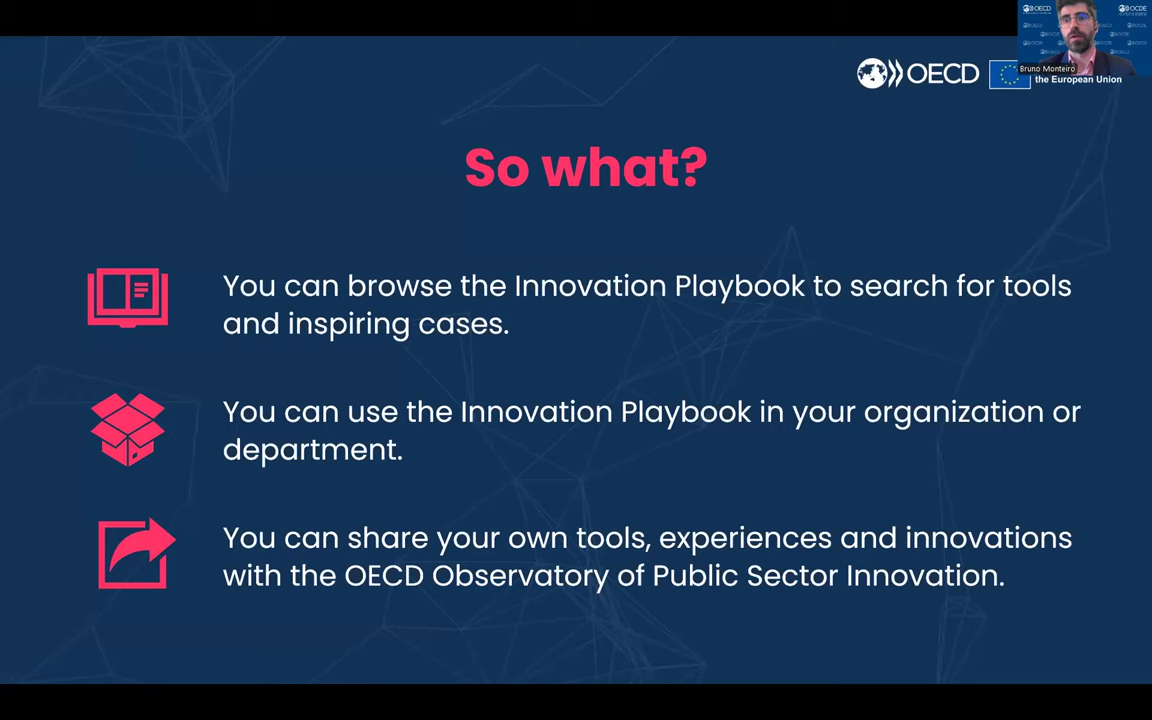 OECD
OCDE
Bruno Monteiro
OECD
the European Union
So what?
You can browse the Innovation Playbook to search for tools
and inspiring cases.
You can use the Innovation Playbook in your organization or
department.
You can share your own tools, experiences and innovations
with the OECD Observatory of Public Sector Innovation.